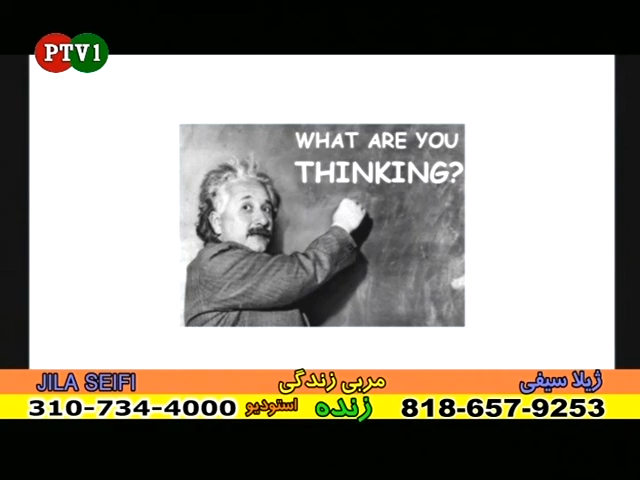 PTV1
WHAT ARE YOU
THINKING?
JILA SEIFI مربی زندگی ژیلا سیفی
310-734-4000 استودیو زنده 818-657-9253